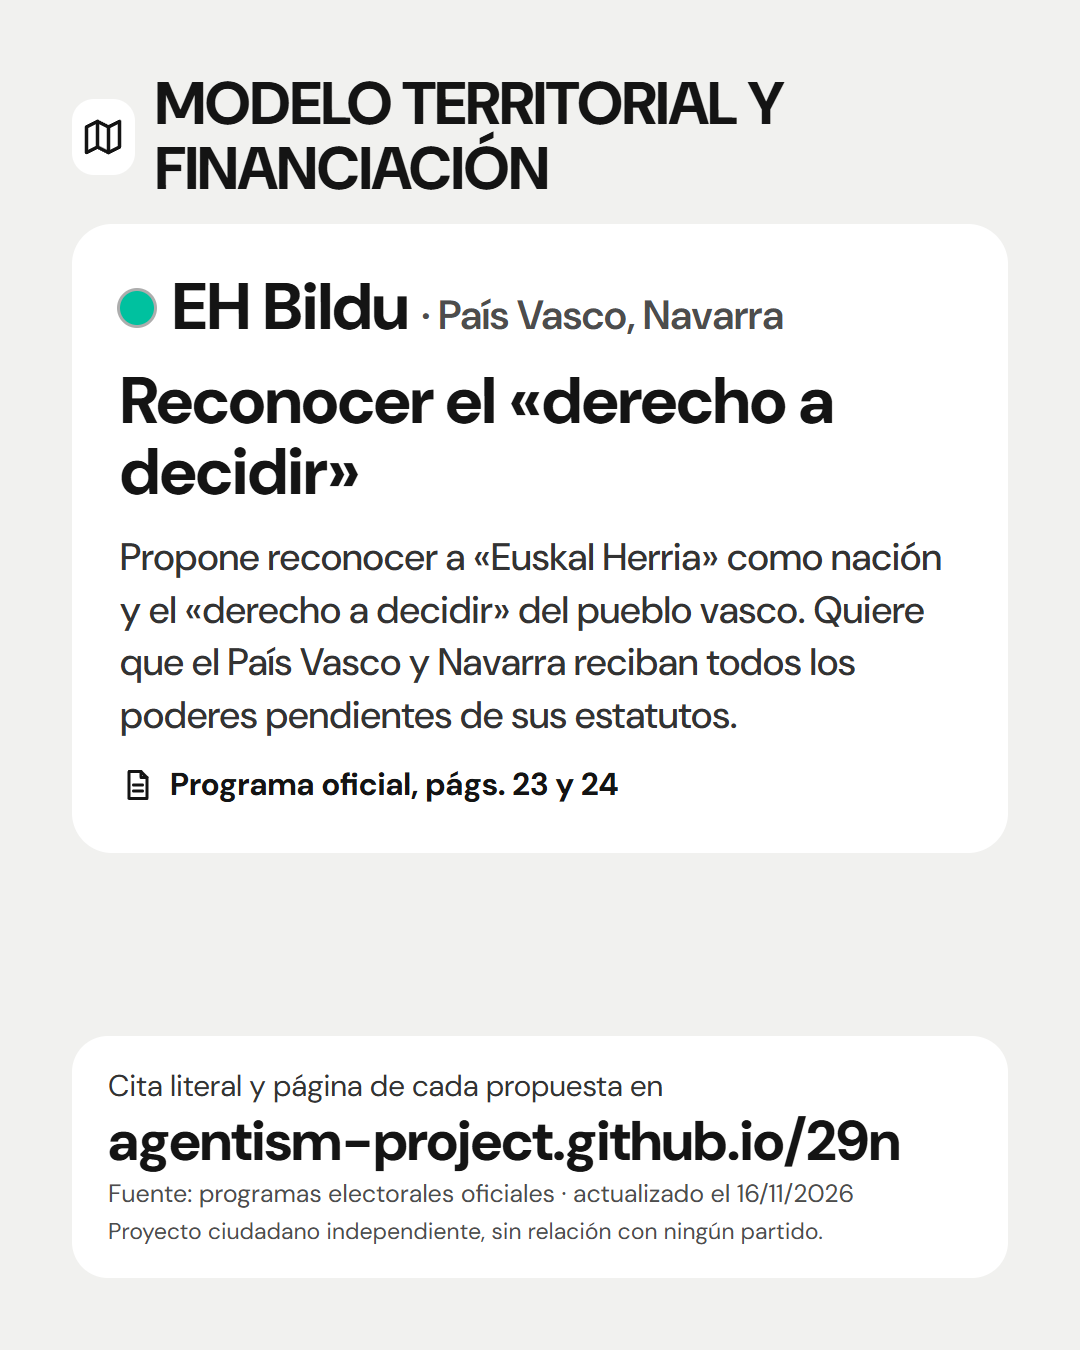 MODELO TERRITORIAL Y
FINANCIACIÓN
EH Bildu · País Vasco, Navarra
Reconocer el «derecho a
decidir»
Propone reconocer a «Euskal Herria» como nación
y el «derecho a decidir» del pueblo vasco. Quiere
que el País Vasco y Navarra reciban todos los
poderes pendientes de sus estatutos.
Programa oficial, págs. 23 y 24
Cita literal y página de cada propuesta en
agentism-project.github.io/29n
Fuente: programas electorales oficiales · actualizado el 16/11/2026
Proyecto ciudadano independiente, sin relación con ningún partido.